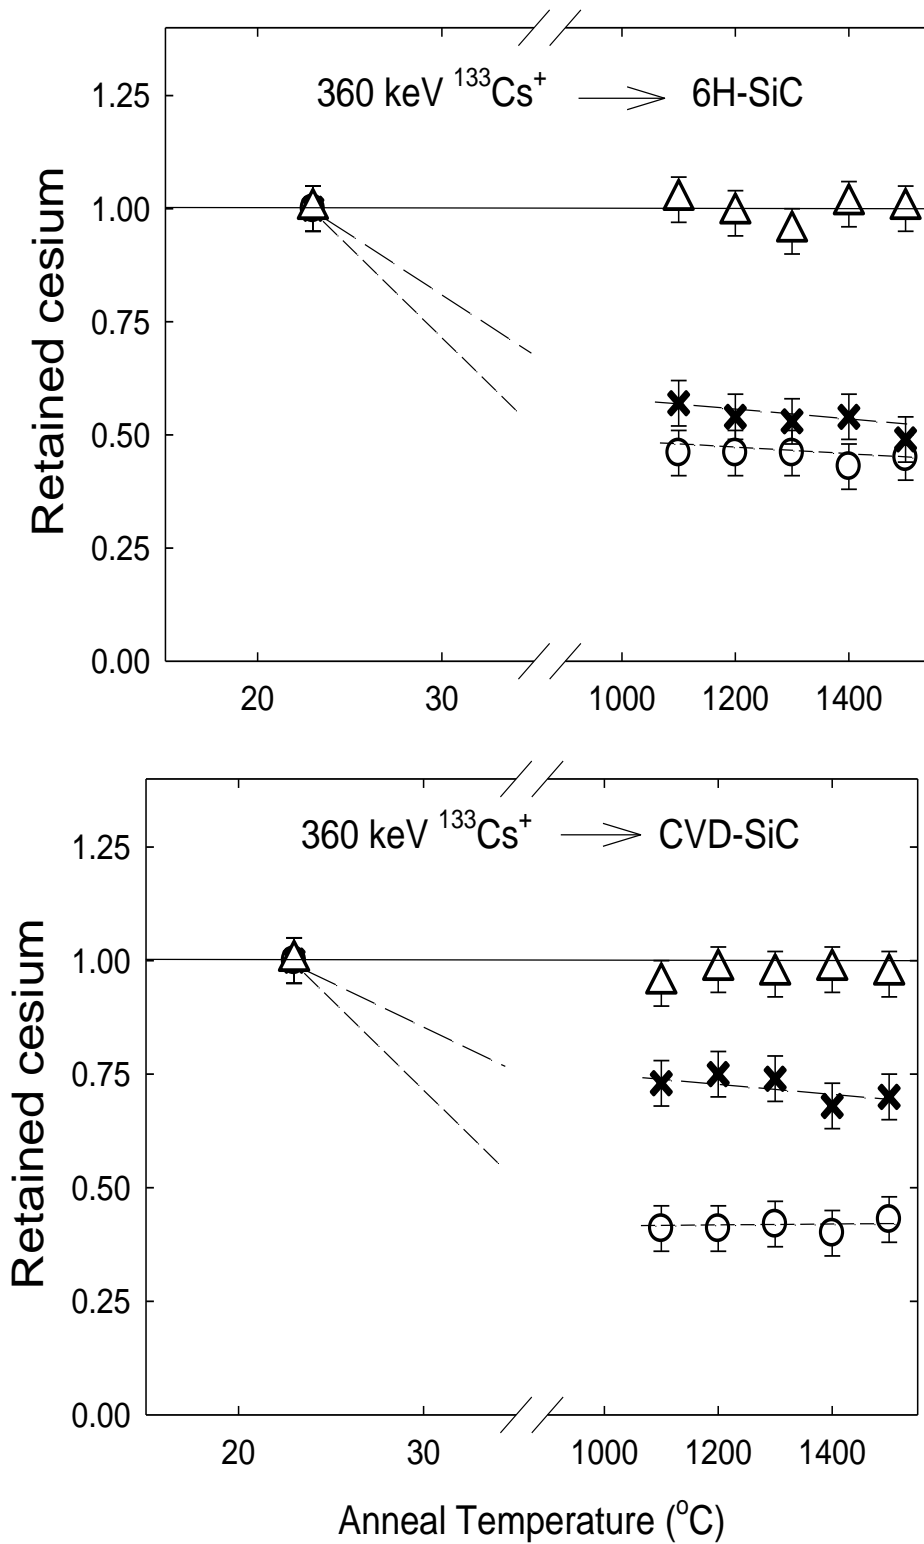 360 keV ¹³³Cs⁺ → 6H-SiC
1.25
1.00
0.75
0.50
0.25
0.00
Retained cesium
20 30 1000 1200 1400
360 keV ¹³³Cs⁺ → CVD-SiC
1.25
1.00
0.75
0.50
0.25
0.00
Retained cesium
20 30 1000 1200 1400
Anneal Temperature (°C)